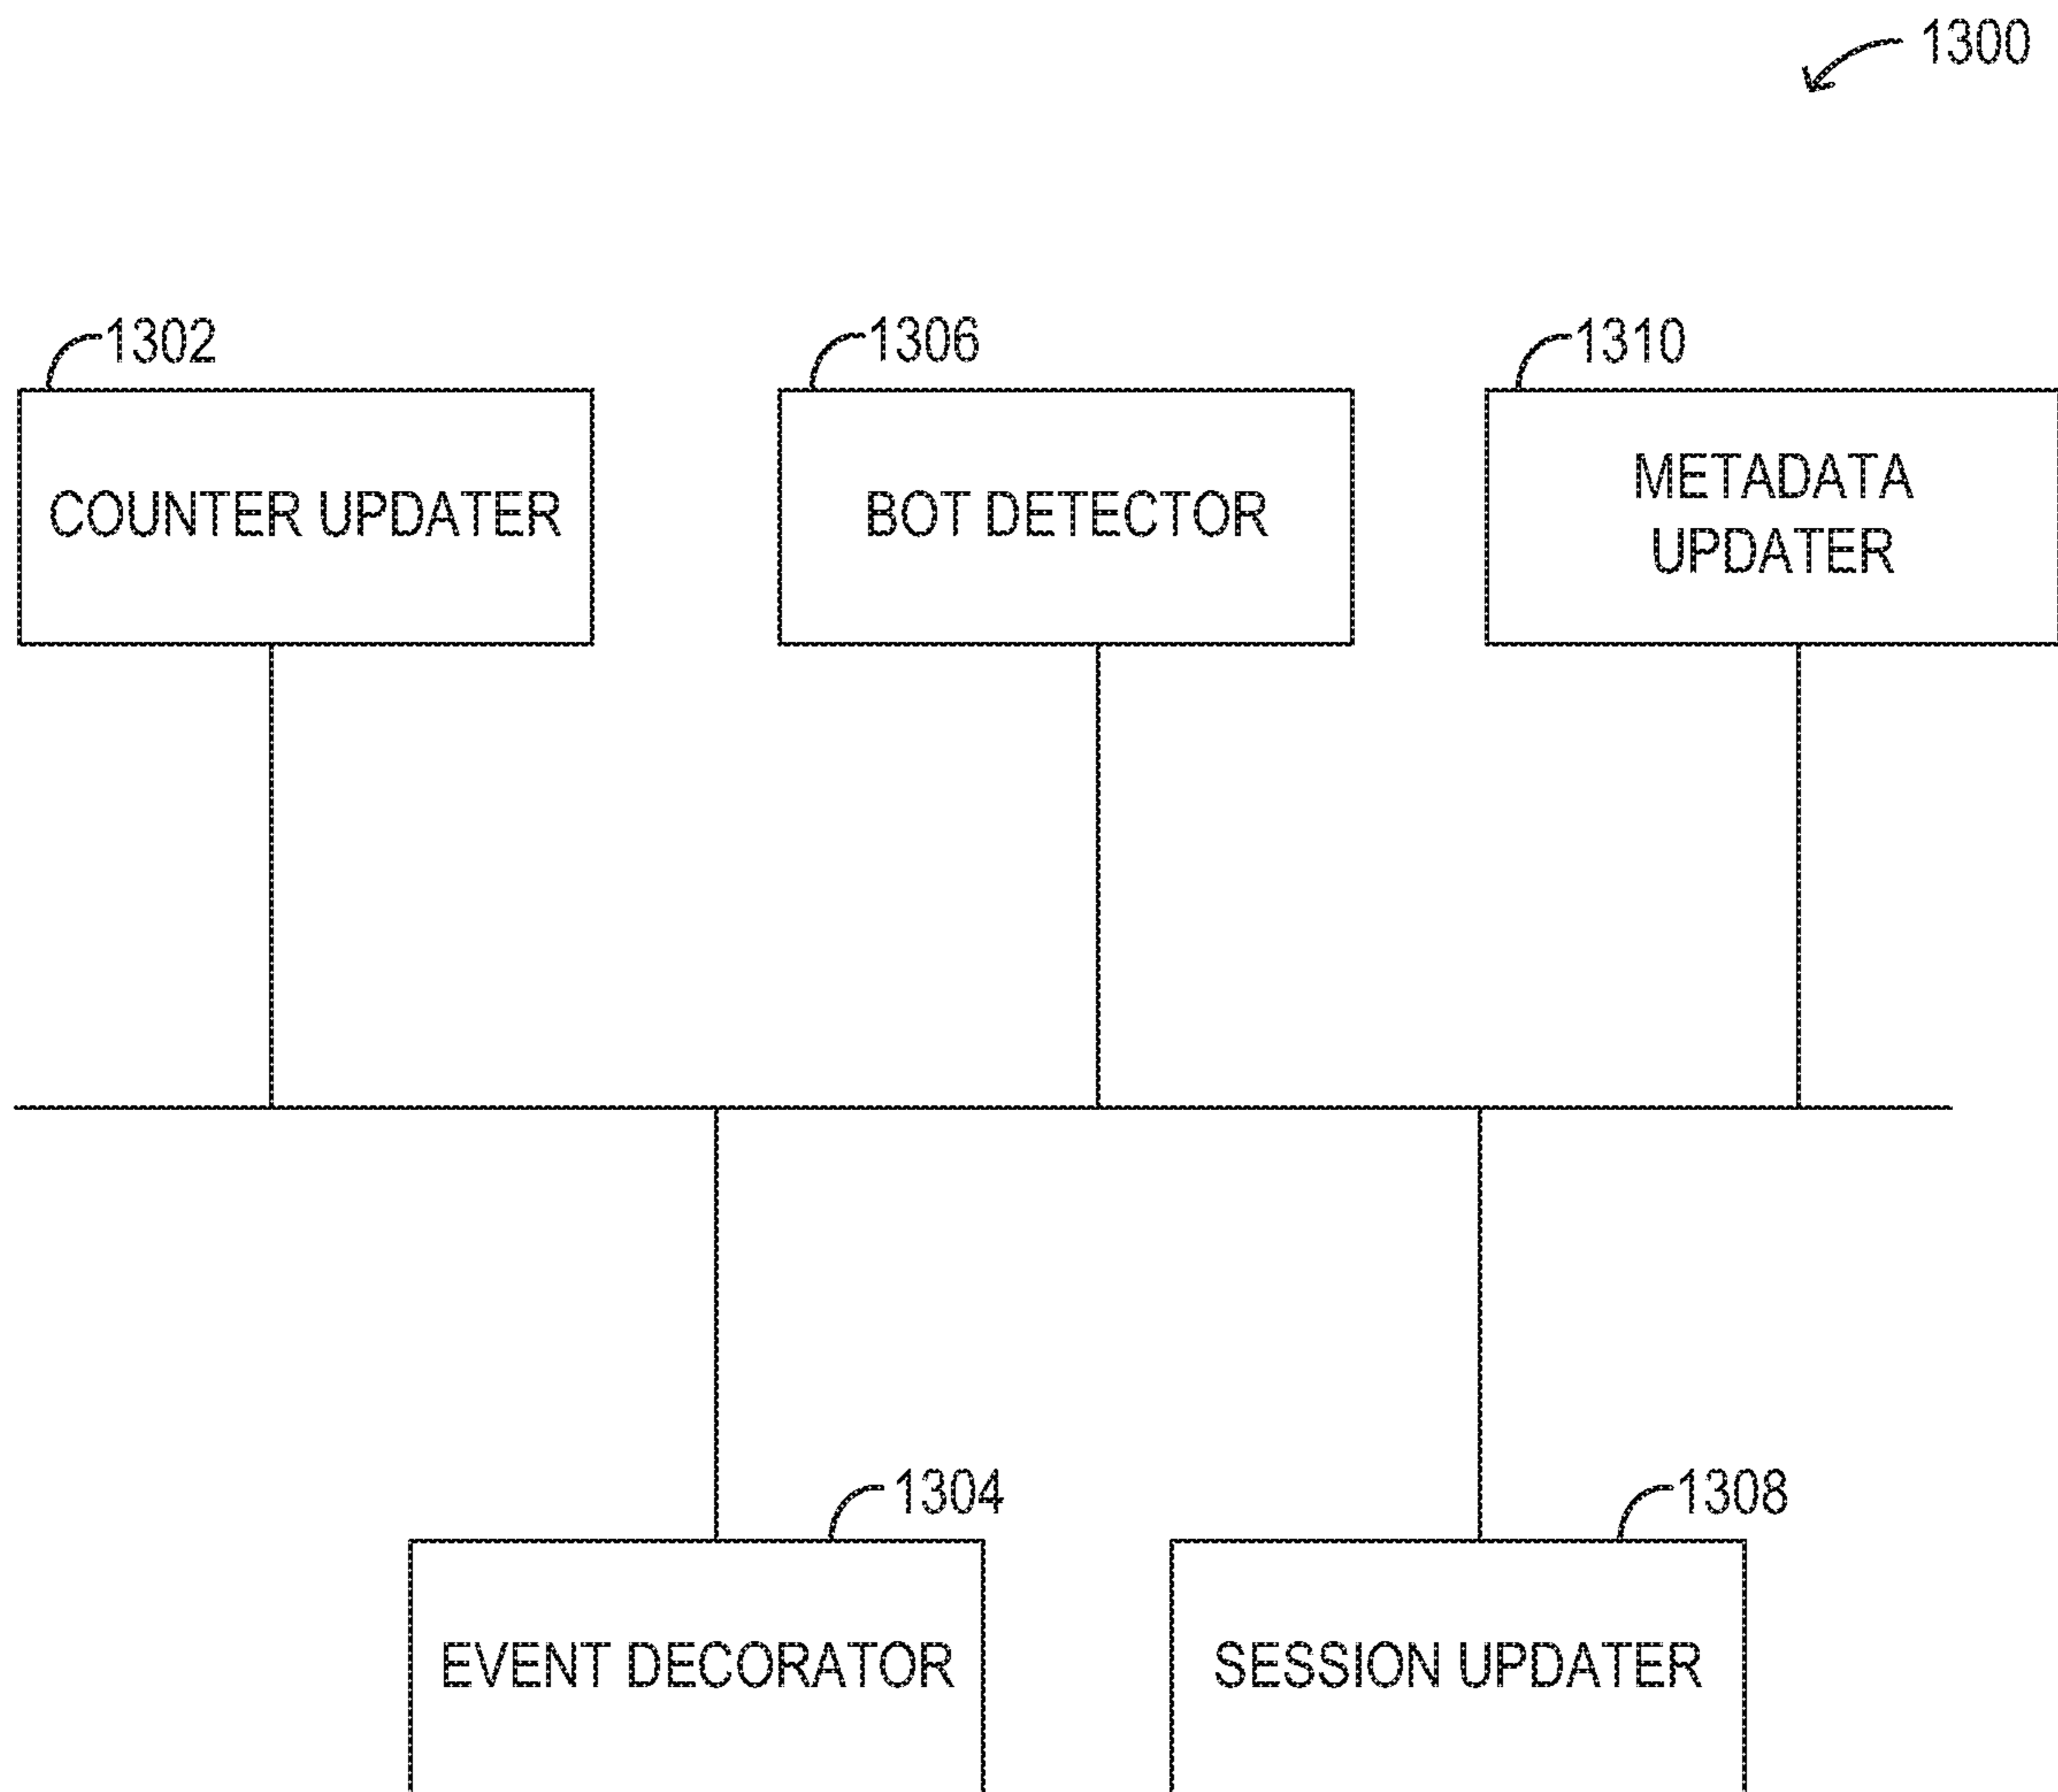 1300
1302
1306
1310
COUNTER UPDATER
BOT DETECTOR
METADATA
UPDATER
1304
1308
EVENT DECORATOR
SESSION UPDATER